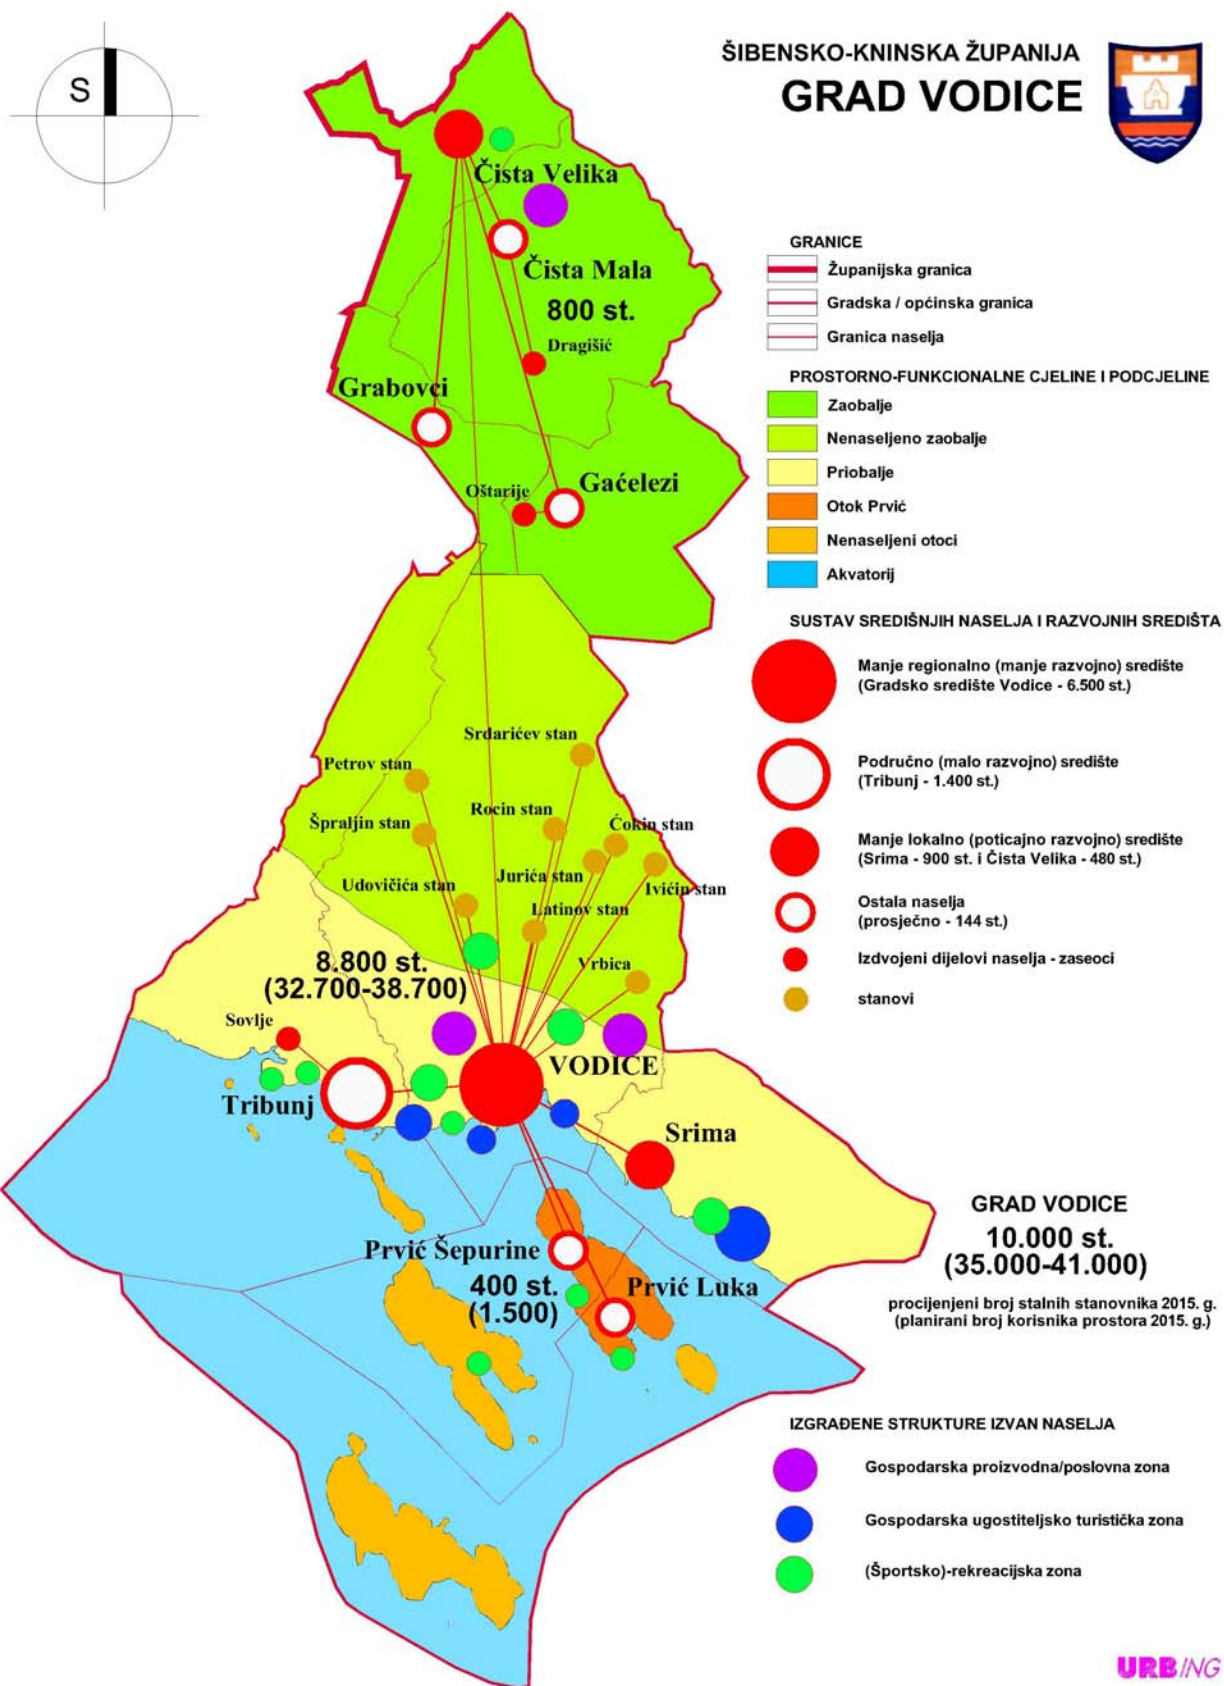 S
ŠIBENSKO-KNINSKA ŽUPANIJA
GRAD VODICE
Čista Velika
Čista Mala
800 st.
Dragišić
Grabovci
Oštarije
Gaćelezi
GRANICE
Županijska granica
Gradska / općinska granica
Granica naselja
PROSTORNO-FUNKCIONALNE CJELINE I PODCJELINE
Zaobalje
Nenaseljeno zaobalje
Priobalje
Otok Prvić
Nenaseljeni otoci
Akvatorij
SUSTAV SREDIŠNJIH NASELJA I RAZVOJNIH SREDIŠTA
Manje regionalno (manje razvojno) središte
(Gradsko središte Vodice - 6.500 st.)
Područno (malo razvojno) središte
(Tribunj - 1.400 st.)
Manje lokalno (poticajno razvojno) središte
(Srima - 900 st. i Čista Velika - 480 st.)
Ostala naselja
(prosječno - 144 st.)
Izdvojeni dijelovi naselja - zaseoci
stanovi
Srdarićev stan
Petrov stan
Rocin stan
Špraljin stan
Ćokin stan
Jurića stan
Udovičića stan
Ivićin stan
Latinov stan
Vrbica
8.800 st.
(32.700-38.700)
Sovlje
VODICE
Tribunj
Srima
Prvić Šepurine
400 st.
(1.500)
Prvić Luka
GRAD VODICE
10.000 st.
(35.000-41.000)
procijenjeni broj stalnih stanovnika 2015. g.
(planirani broj korisnika prostora 2015. g.)
IZGRAĐENE STRUKTURE IZVAN NASELJA
Gospodarska proizvodna/poslovna zona
Gospodarska ugostiteljsko turistička zona
(Športsko)-rekreacijska zona
URBING